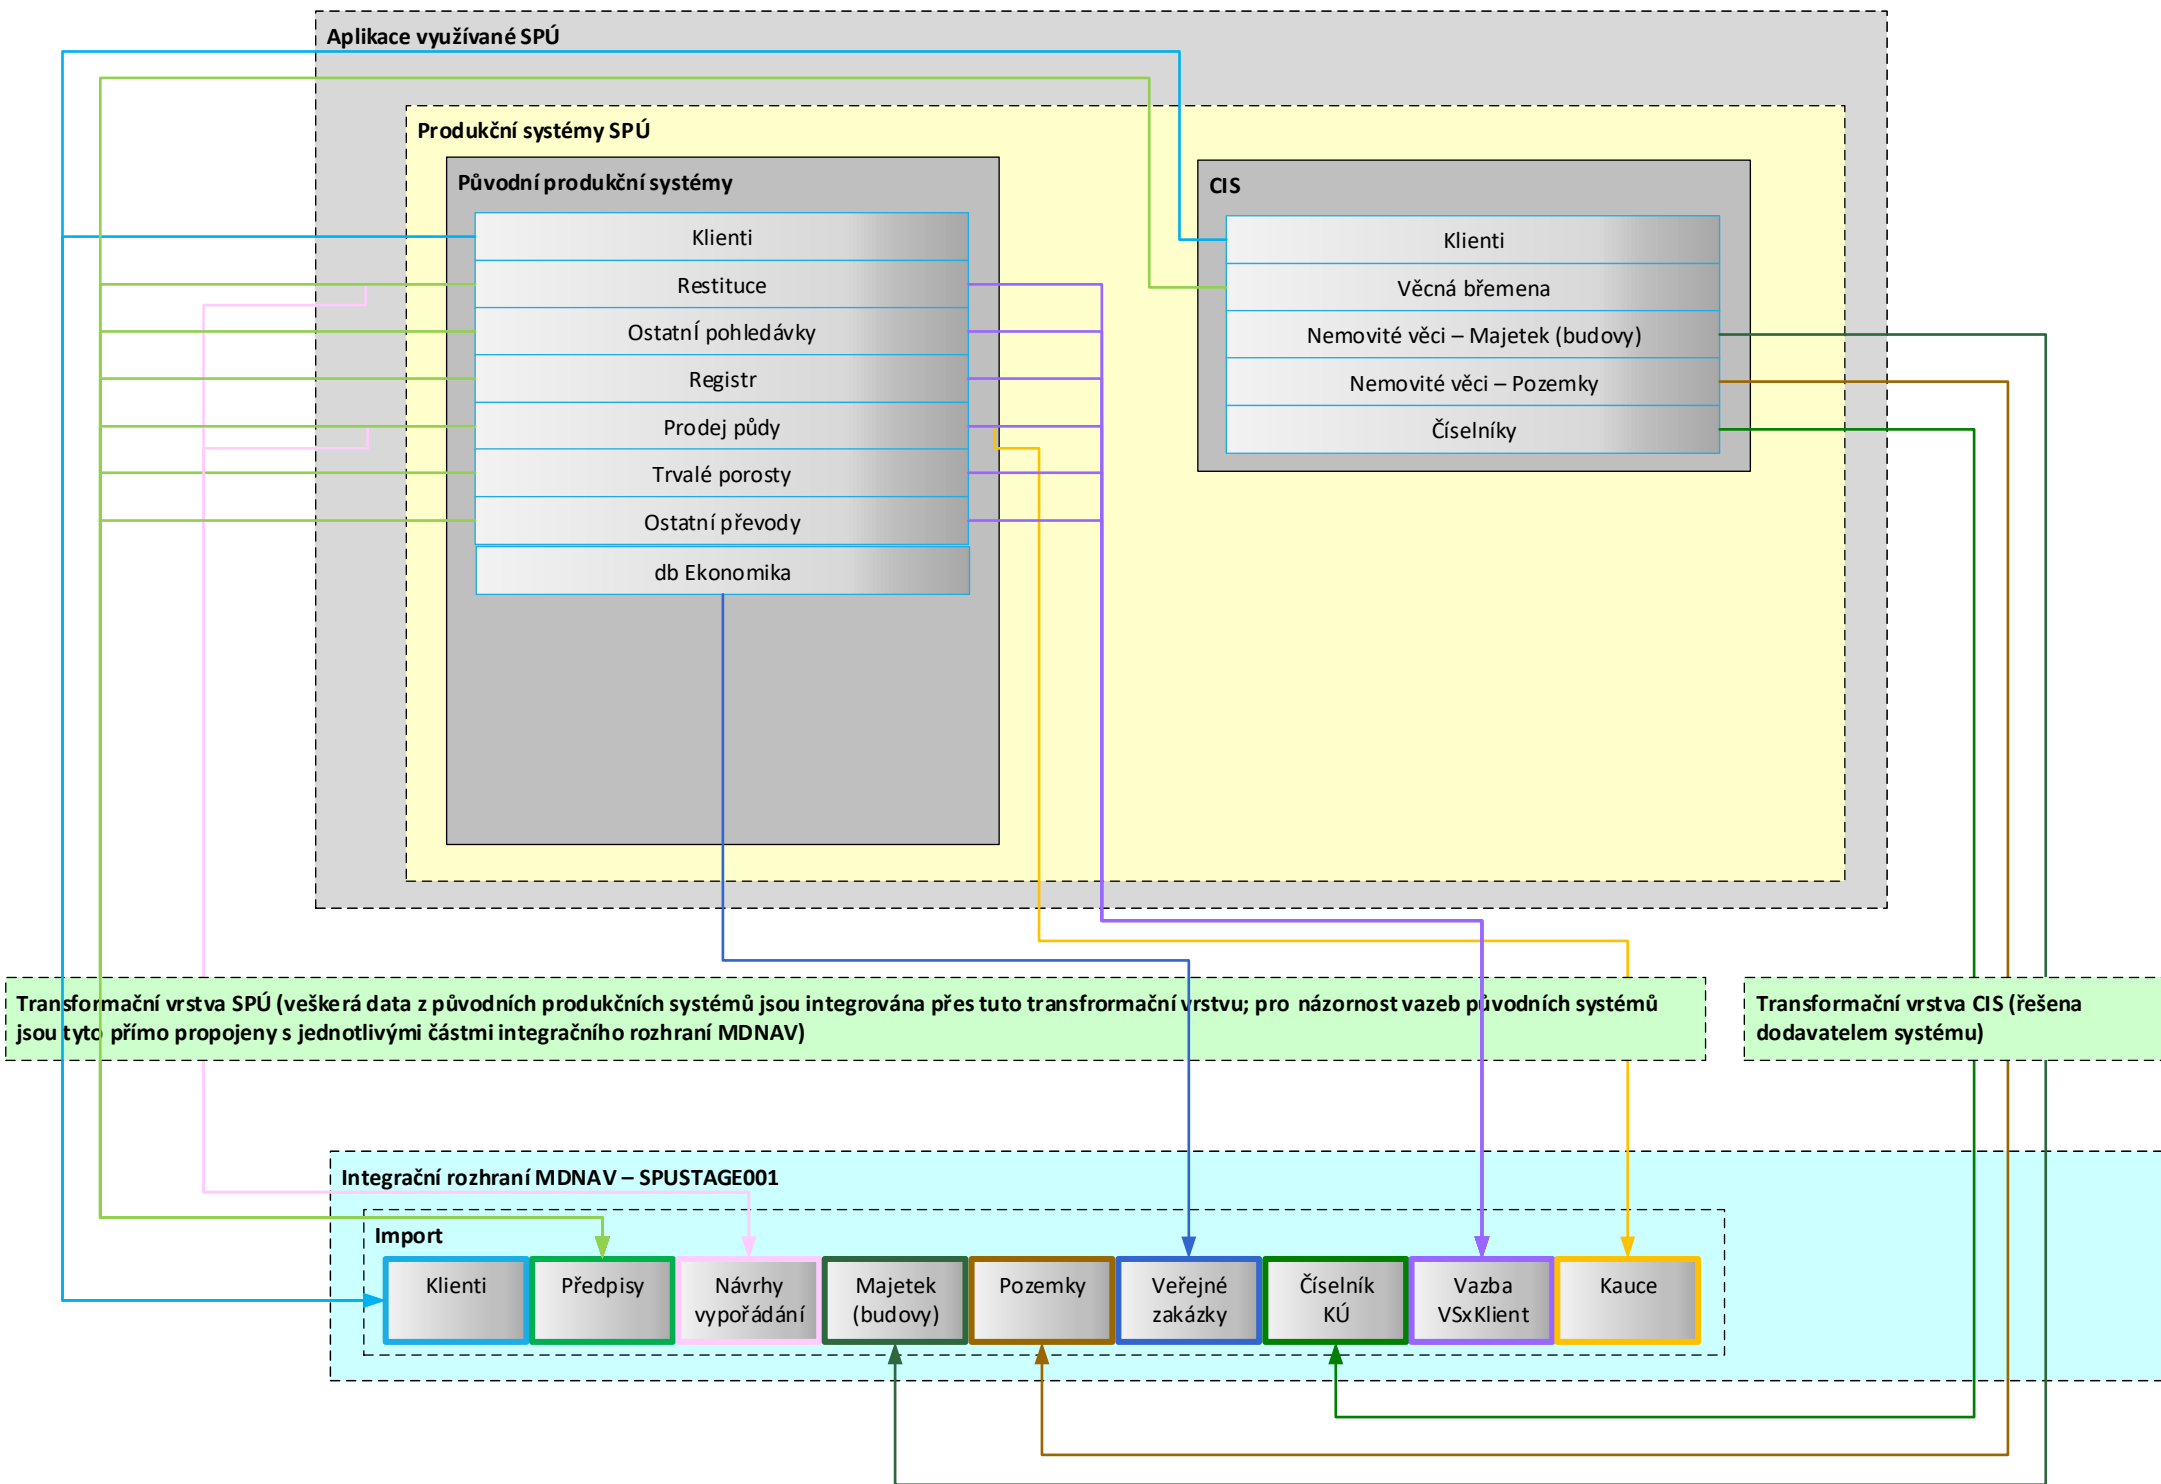 Aplikace využívané SPÚ
Produkční systémy SPÚ
Původní produkční systémy
Klienti
Restituce
OstatnÍ pohledávky
Registr
Prodej půdy
Trvalé porosty
Ostatní převody
db Ekonomika
CIS
Klienti
Věcná břemena
Nemovité věci – Majetek (budovy)
Nemovité věci – Pozemky
Číselníky
Transformační vrstva SPÚ (veškerá data z původních produkčních systémů jsou integrována přes tuto transfrormační vrstvu; pro názornost vazeb původních systémů
jsou tyto přímo propojeny s jednotlivými částmi integračního rozhraní MDNAV)
Transformační vrstva CIS (řešena
dodavatelem systému)
Integrační rozhraní MDNAV – SPUSTAGE001
Import
Klienti
Předpisy
Návrhy
vypořádání
Majetek
(budovy)
Pozemky
Veřejné
zakázky
Číselník
KÚ
Vazba
VSxKlient
Kauce